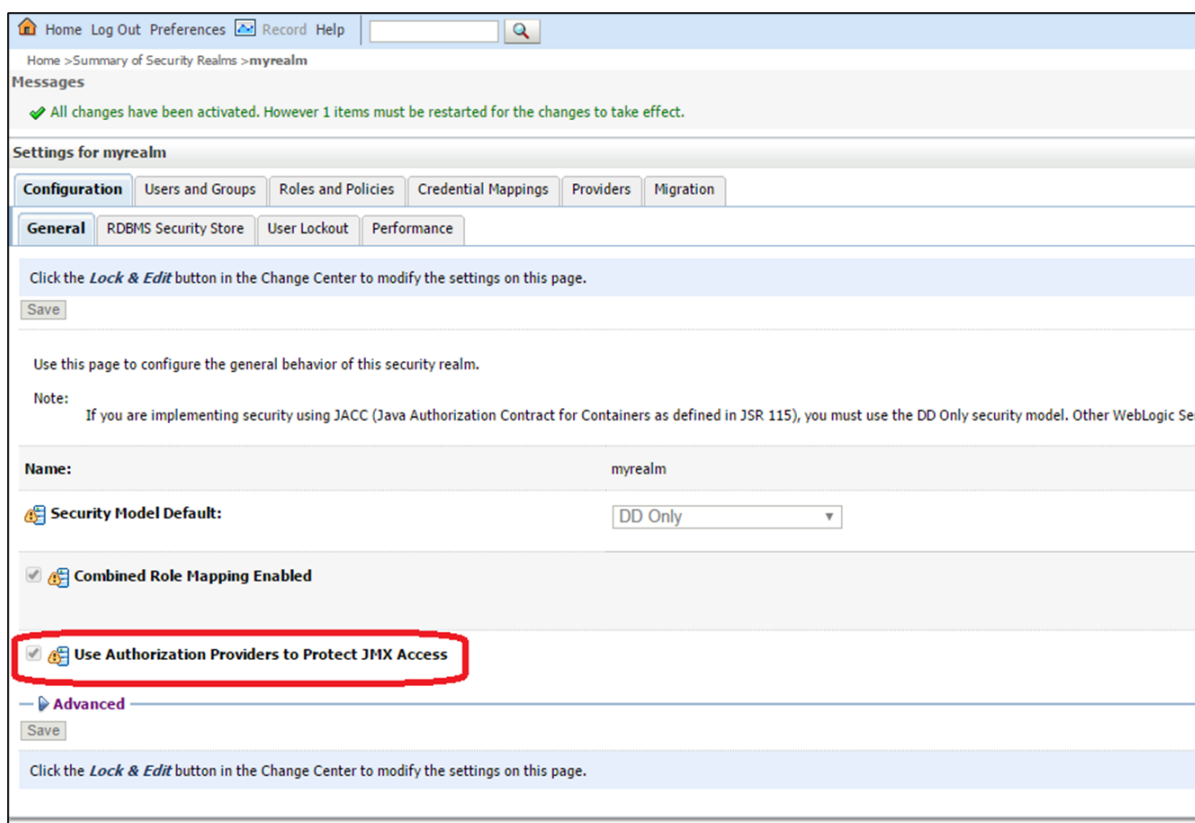 Home Log Out Preferences Record Help
Home >Summary of Security Realms >myrealm
Messages
All changes have been activated. However 1 items must be restarted for the changes to take effect.
Settings for myrealm
Configuration Users and Groups Roles and Policies Credential Mappings Providers Migration
General RDBMS Security Store User Lockout Performance
Click the Lock & Edit button in the Change Center to modify the settings on this page.
Save
Use this page to configure the general behavior of this security realm.
Note:
If you are implementing security using JACC (Java Authorization Contract for Containers as defined in JSR 115), you must use the DD Only security model. Other WebLogic Se
Name: myrealm
Security Model Default: DD Only
Combined Role Mapping Enabled
Use Authorization Providers to Protect JMX Access
Advanced
Save
Click the Lock & Edit button in the Change Center to modify the settings on this page.